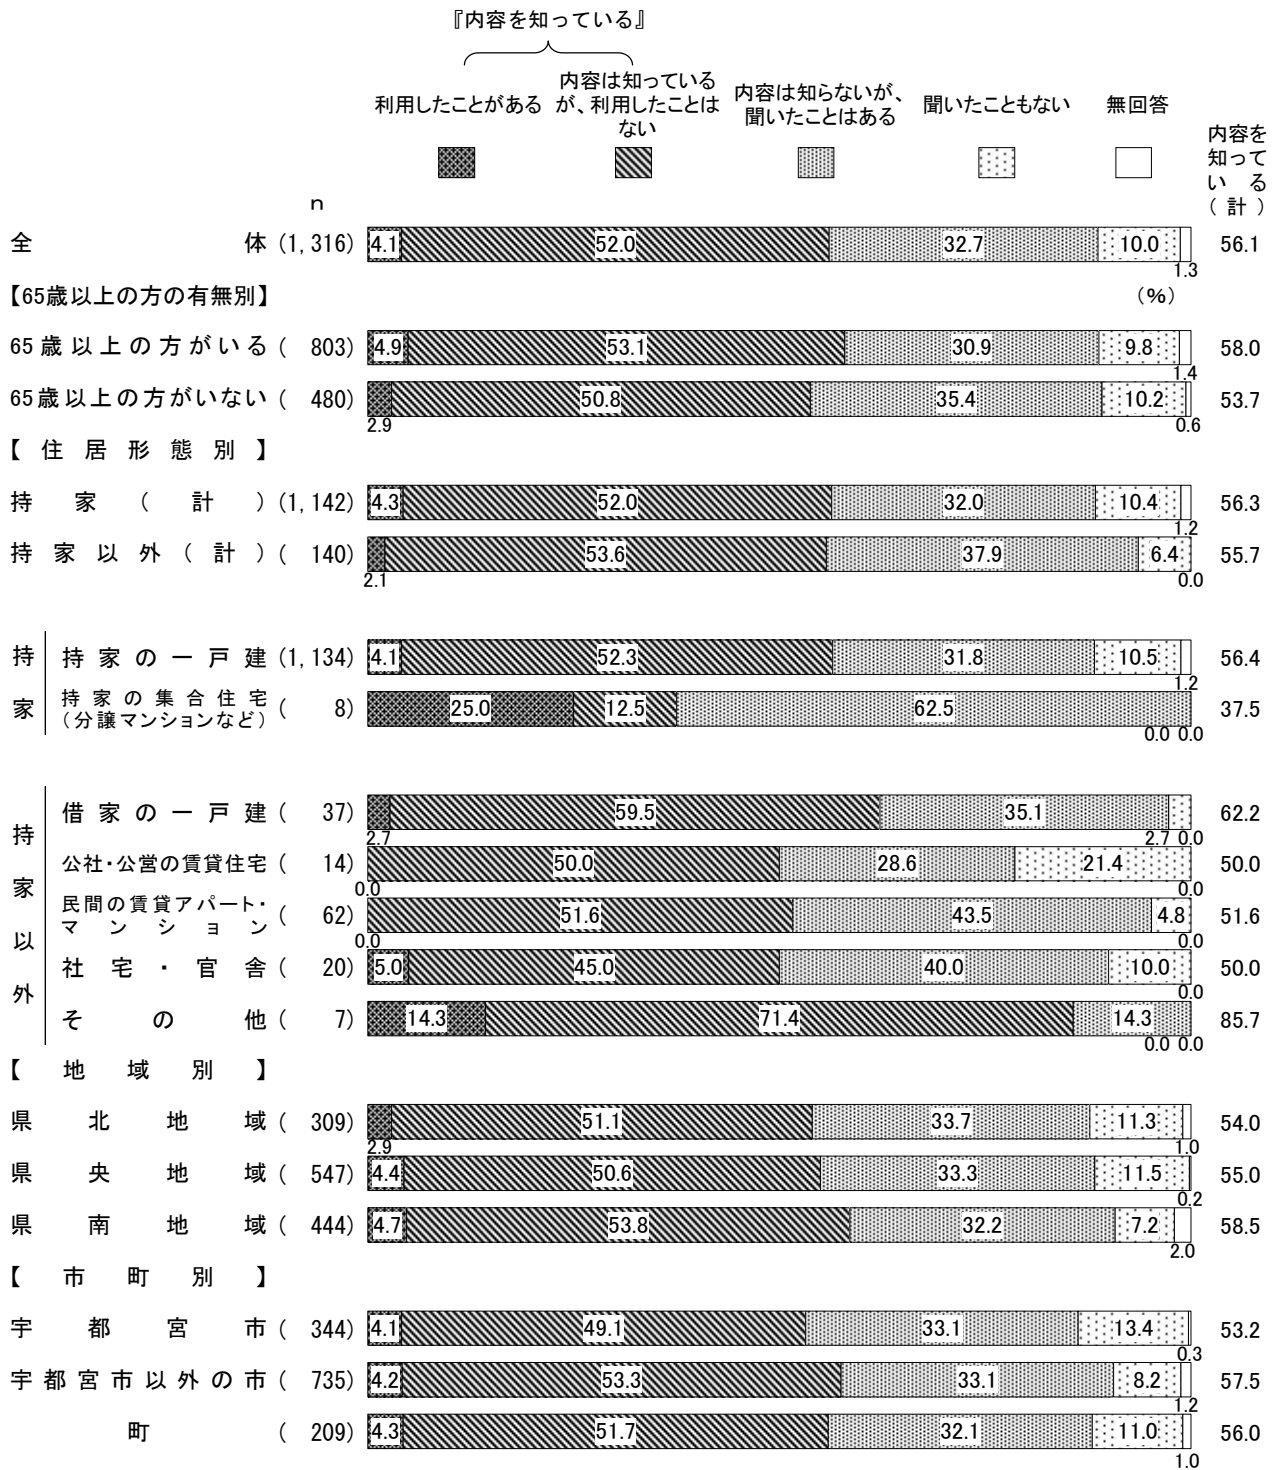 『内容を知っている』
利用したことがある
内容は知っている
が、利用したことは
ない
内容は知らないが、
聞いたことはある
聞いたこともない
無回答
内容を
知って
いる
(計)
n
全体 (1,316) 4.1 52.0 32.7 10.0 1.3 56.1
【65歳以上の方の有無別】 (%)
65歳以上の方がいる ( 803) 4.9 53.1 30.9 9.8 1.4 58.0
65歳以上の方がいない ( 480) 2.9 50.8 35.4 10.2 0.6 53.7
【住居形態別】
持家(計) (1,142) 4.3 52.0 32.0 10.4 1.2 56.3
持家以外(計) ( 140) 2.1 53.6 37.9 6.4 0.0 55.7
持家
持家の一戸建 (1,134) 4.1 52.3 31.8 10.5 1.2 56.4
持家の集合住宅
(分譲マンションなど) ( 8) 25.0 12.5 62.5 0.0 0.0 37.5
持家以外
借家の一戸建 ( 37) 2.7 59.5 35.1 2.7 0.0 62.2
公社・公営の賃貸住宅 ( 14) 0.0 50.0 28.6 21.4 0.0 50.0
民間の賃貸アパート・
マンション ( 62) 0.0 51.6 43.5 4.8 0.0 51.6
社宅・官舎 ( 20) 5.0 45.0 40.0 10.0 0.0 50.0
その他 ( 7) 14.3 71.4 14.3 0.0 0.0 85.7
【地域別】
県北地域 ( 309) 2.9 51.1 33.7 11.3 1.0 54.0
県央地域 ( 547) 4.4 50.6 33.3 11.5 0.2 55.0
県南地域 ( 444) 4.7 53.8 32.2 7.2 2.0 58.5
【市町別】
宇都宮市 ( 344) 4.1 49.1 33.1 13.4 0.3 53.2
宇都宮市以外の市 ( 735) 4.2 53.3 33.1 8.2 1.2 57.5
町 ( 209) 4.3 51.7 32.1 11.0 1.0 56.0